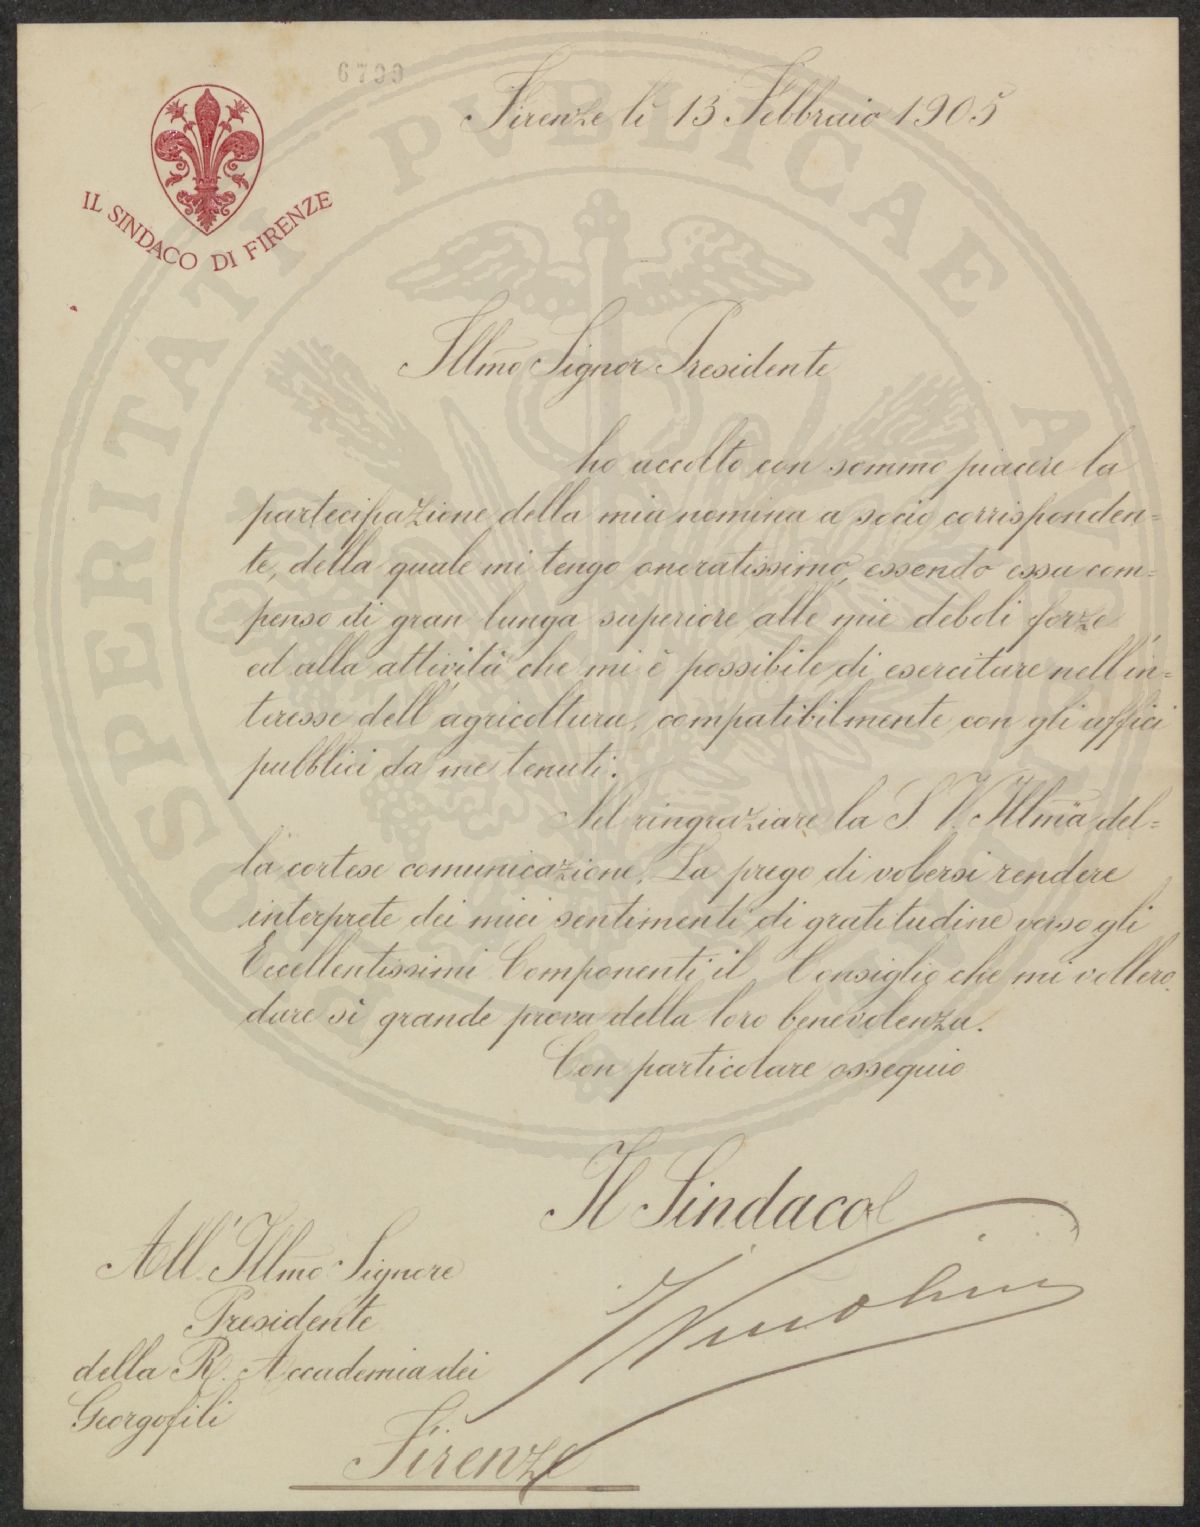 6799
Firenze li 13 Febbraio 1905
IL SINDACO DI FIRENZE
PROSPERITATI PVBLICAE AVGENDAE
Illmo Signor Presidente
ho accolto con sommo piacere la
partecipazione della mia nomina a socio corrisponden=
te, della quale mi tengo onoratissimo, essendo essa com=
penso di gran lunga superiore alle mie deboli forze
ed alla attività che mi è possibile di esercitare nell'in=
teresse dell'agricoltura, compatibilmente con gli uffici
pubblici da me tenuti.
Nel ringraziare la S. V. Illma del=
la cortese comunicazione, La prego di volersi rendere
interprete dei miei sentimenti di gratitudine verso gli
Eccellentissimi Componenti il Consiglio che mi vollero
dare sì grande prova della loro benevolenza.
Con particolare ossequio
Il Sindaco
All'Illmo Signore
Presidente
della R. Accademia dei
Georgofili
Firenze